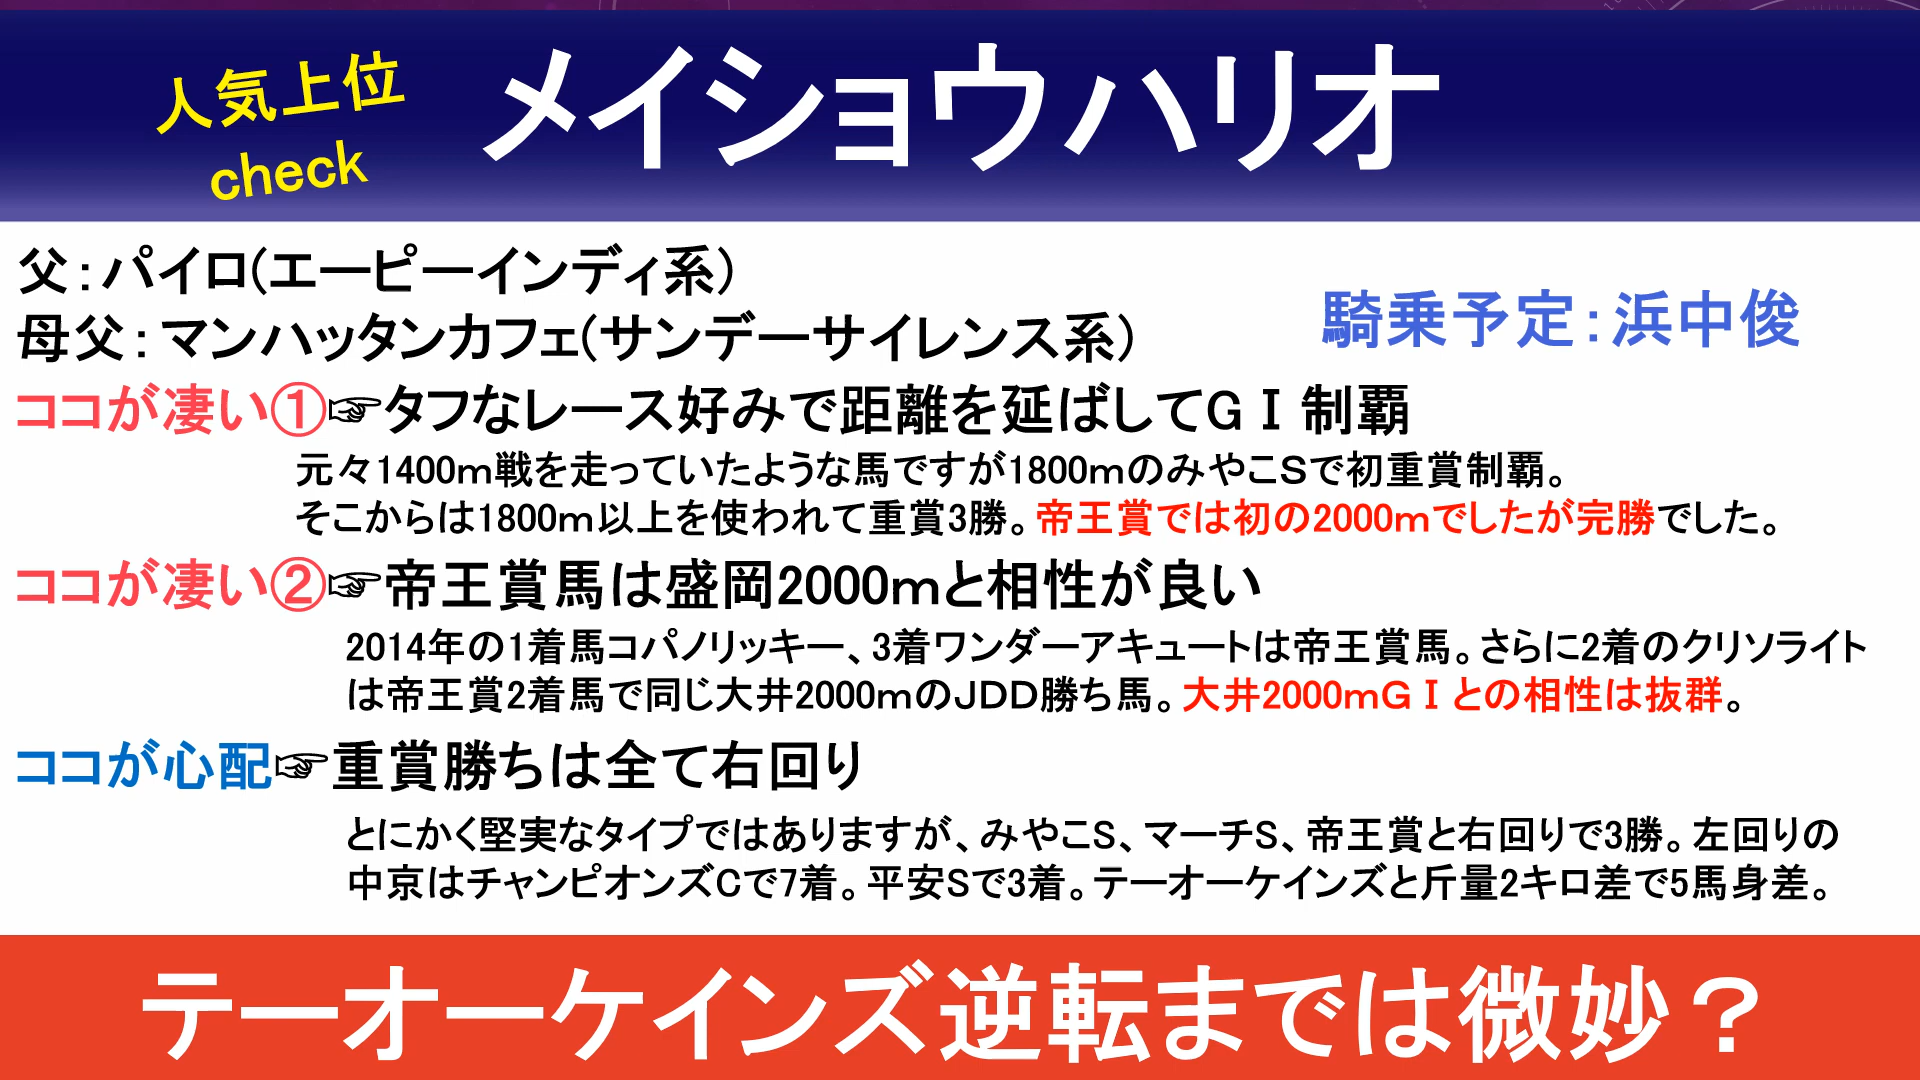 人気上位
check
メイショウハリオ
父：パイロ(エーピーインディ系)
母父：マンハッタンカフェ(サンデーサイレンス系)
騎乗予定：浜中俊
ココが凄い①☞タフなレース好みで距離を延ばしてGⅠ制覇
元々1400ｍ戦を走っていたような馬ですが1800ｍのみやこＳで初重賞制覇。
そこからは1800ｍ以上を使われて重賞3勝。帝王賞では初の2000ｍでしたが完勝でした。
ココが凄い②☞帝王賞馬は盛岡2000ｍと相性が良い
2014年の1着馬コパノリッキー、3着ワンダーアキュートは帝王賞馬。さらに2着のクリソライト
は帝王賞2着馬で同じ大井2000ｍのＪＤＤ勝ち馬。大井2000ｍＧⅠとの相性は抜群。
ココが心配☞重賞勝ちは全て右回り
とにかく堅実なタイプではありますが、みやこS、マーチS、帝王賞と右回りで3勝。左回りの
中京はチャンピオンズCで7着。平安Sで3着。テーオーケインズと斤量2キロ差で5馬身差。
テーオーケインズ逆転までは微妙？